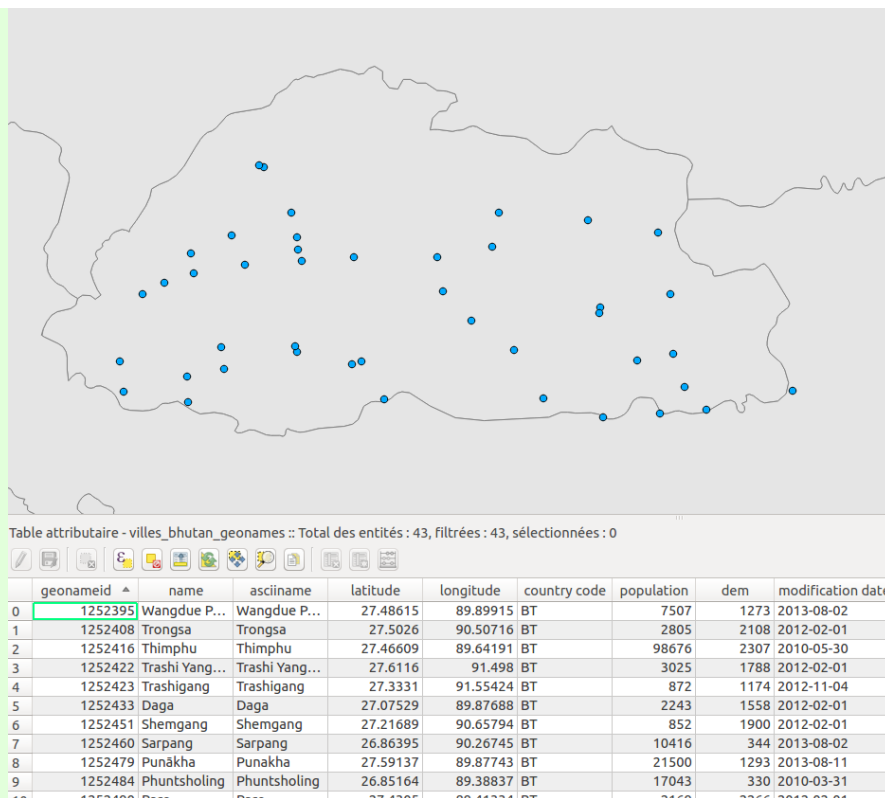 Table attributaire - villes_bhutan_geonames :: Total des entités : 43, filtrées : 43, sélectionnées : 0
geonameid name asciiname latitude longitude country code population dem modification date
0 1252395 Wangdue P... Wangdue P... 27.48615 89.89915 BT 7507 1273 2013-08-02
1 1252408 Trongsa Trongsa 27.5026 90.50716 BT 2805 2108 2012-02-01
2 1252416 Thimphu Thimphu 27.46609 89.64191 BT 98676 2307 2010-05-30
3 1252422 Trashi Yang... Trashi Yang... 27.6116 91.498 BT 3025 1788 2012-02-01
4 1252423 Trashigang Trashigang 27.3331 91.55424 BT 872 1174 2012-11-04
5 1252433 Daga Daga 27.07529 89.87688 BT 2243 1558 2012-02-01
6 1252451 Shemgang Shemgang 27.21689 90.65794 BT 852 1900 2012-02-01
7 1252460 Sarpang Sarpang 26.86395 90.26745 BT 10416 344 2013-08-02
8 1252479 Punākha Punakha 27.59137 89.87743 BT 21500 1293 2013-08-11
9 1252484 Phuntsholing Phuntsholing 26.85164 89.38837 BT 17043 330 2010-03-31